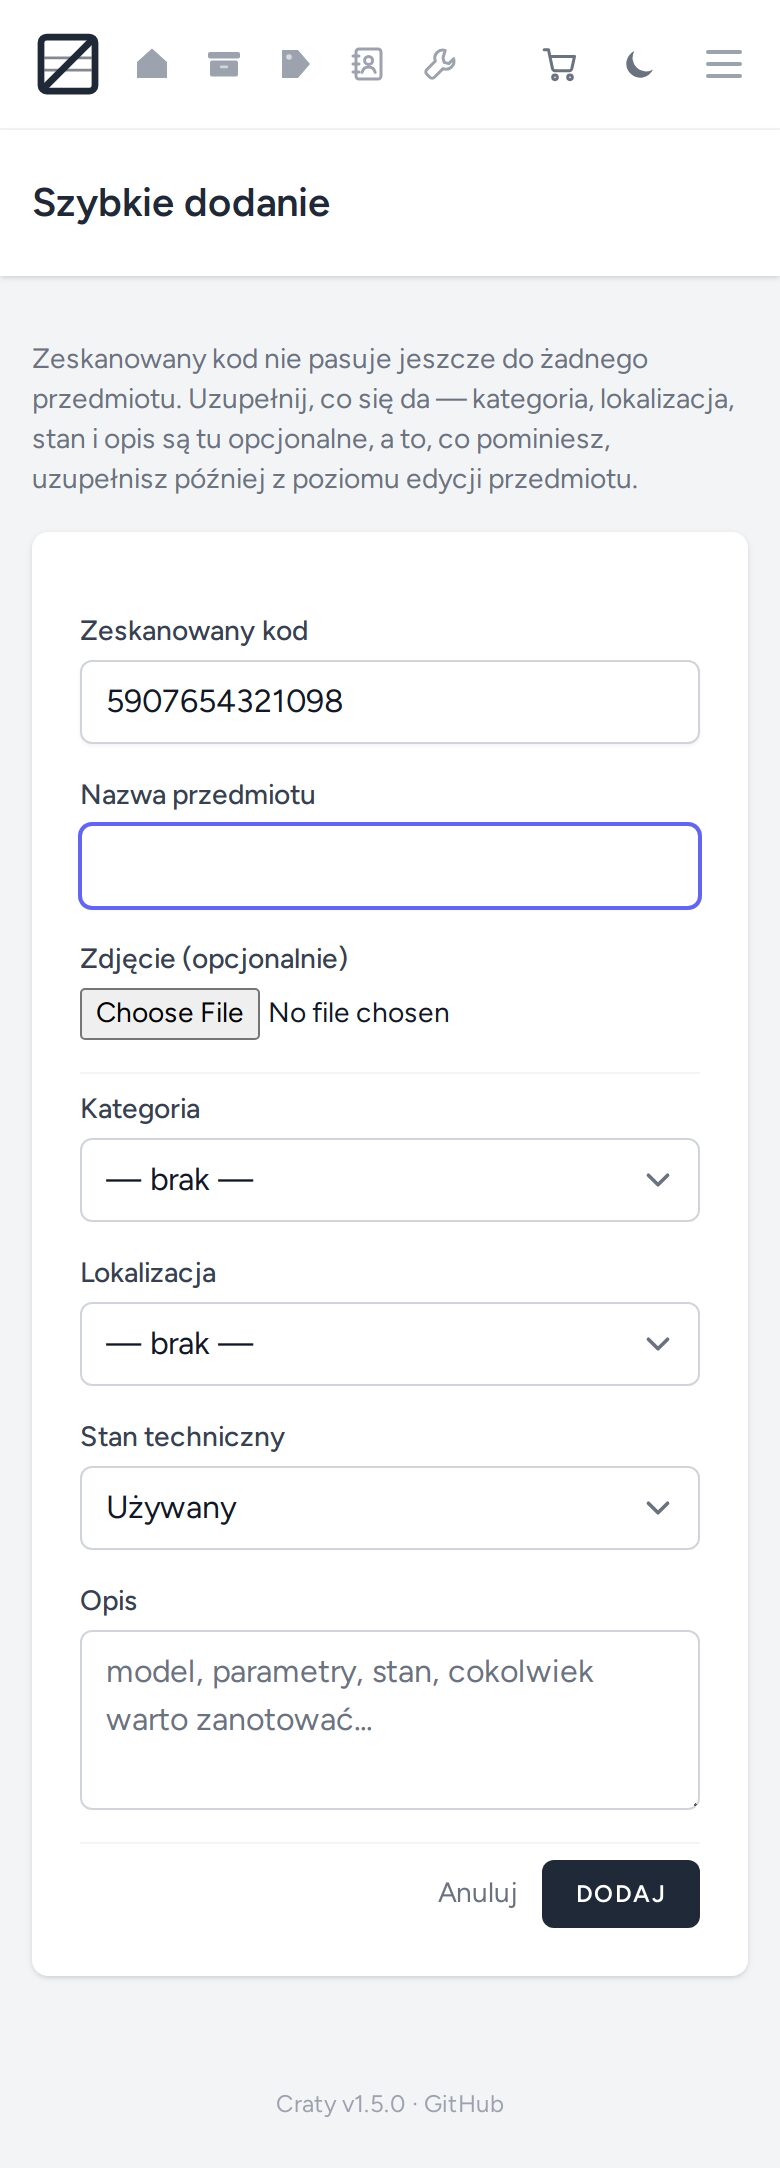 Szybkie dodanie
Zeskanowany kod nie pasuje jeszcze do żadnego
przedmiotu. Uzupełnij, co się da — kategoria, lokalizacja,
stan i opis są tu opcjonalne, a to, co pominiesz,
uzupełnisz później z poziomu edycji przedmiotu.
Zeskanowany kod
5907654321098
Nazwa przedmiotu
Zdjęcie (opcjonalnie)
Choose File No file chosen
Kategoria
— brak —
Lokalizacja
— brak —
Stan techniczny
Używany
Opis
model, parametry, stan, cokolwiek
warto zanotować...
Anuluj DODAJ
Craty v1.5.0 · GitHub